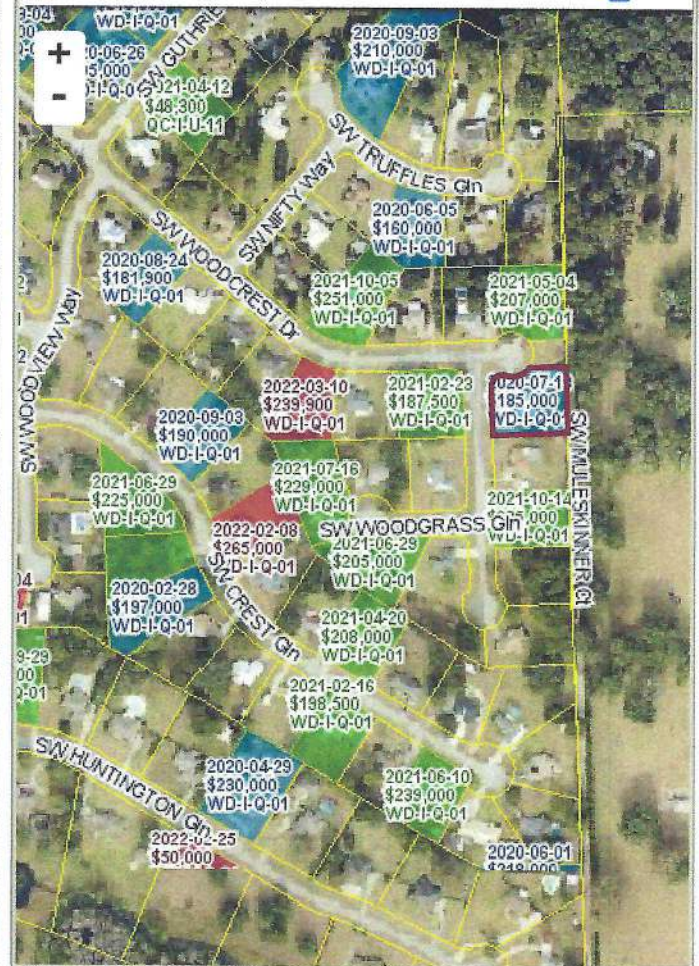 WD-I-Q-01
+
-
SW GUTHRIE
2021-04-12
$48,300
QC-I-U-11
2020-09-03
$210,000
WD-I-Q-01
SW TRUFFLES Gln
SW NIFTY Way
2020-06-05
$160,000
WD-I-Q-01
SW WOODCREST Dr
2020-08-24
$181,900
WD-I-Q-01
2021-10-05
$251,000
WD-I-Q-01
2021-05-04
$207,000
WD-I-Q-01
SW WOODVIEW Way
2022-03-10
$239,900
WD-I-Q-01
2021-02-23
$187,500
WD-I-Q-01
185,000
WD-I-Q-01
2020-09-03
$190,000
WD-I-Q-01
SW MULESKINNER Ct
2021-06-29
$225,000
WD-I-Q-01
2021-07-16
$229,000
WD-I-Q-01
2021-10-14
WD-I-Q-01
SW WOODGRASS Gln
2022-02-08
$265,000
WD-I-Q-01
2021-06-29
$205,000
WD-I-Q-01
2020-02-28
$197,000
WD-I-Q-01
SW CREST Gln
2021-04-20
$208,000
WD-I-Q-01
2021-02-16
$198,500
WD-I-Q-01
SW HUNTINGTON Gln
2020-04-29
$230,000
WD-I-Q-01
2021-06-10
$239,000
WD-I-Q-01
$50,000
2020-06-01